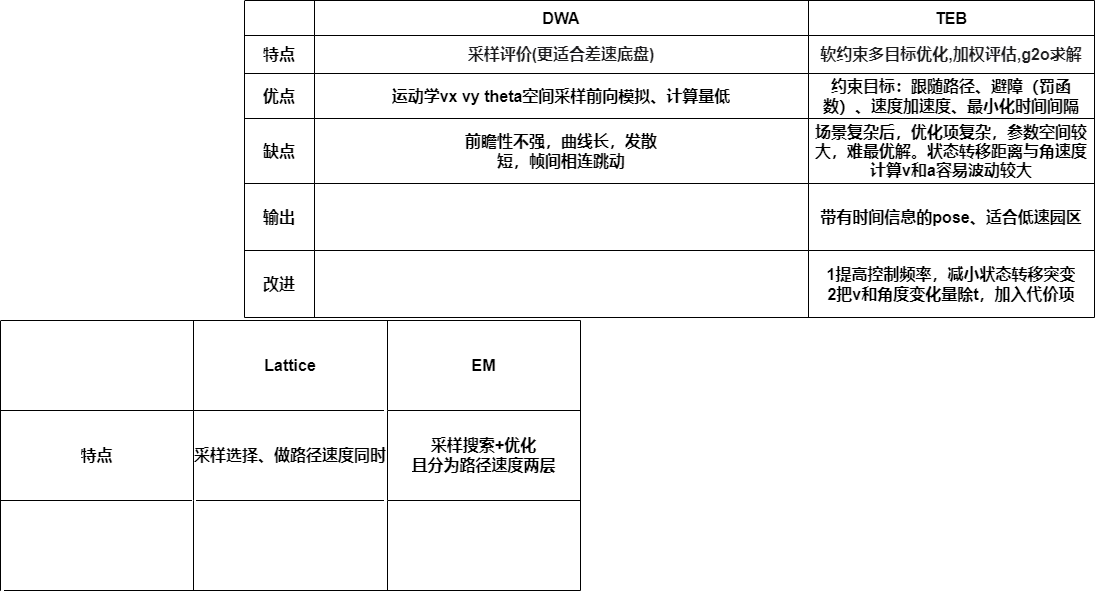 DWA
TEB
特点
采样评价(更适合差速底盘)
软约束多目标优化,加权评估,g2o求解
优点
运动学vx vy theta空间采样前向模拟、计算量低
约束目标：跟随路径、避障（罚函
数）、速度加速度、最小化时间间隔
缺点
前瞻性不强，曲线长，发散
短，帧间相连跳动
场景复杂后，优化项复杂，参数空间较
大，难最优解。状态转移距离与角速度
计算v和a容易波动较大
输出
带有时间信息的pose、适合低速园区
改进
1提高控制频率，减小状态转移突变
2把v和角度变化量除t，加入代价项
Lattice
EM
特点
采样选择、做路径速度同时
采样搜索+优化
且分为路径速度两层